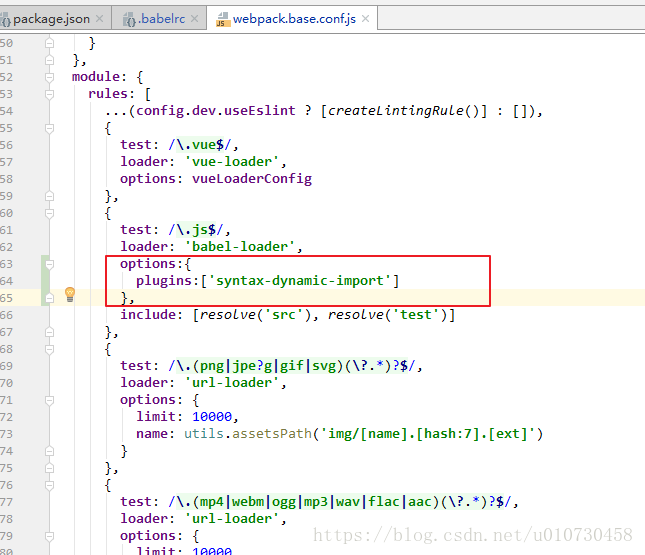 package.json .babelrc webpack.base.conf.js
50 }
51 },
52 module: {
53 rules: [
54 ...(config.dev.useEslint ? [createLintingRule()] : []),
55 {
56 test: /\.vue$/,
57 loader: 'vue-loader',
58 options: vueLoaderConfig
59 },
60 {
61 test: /\.js$/,
62 loader: 'babel-loader',
63 options:{
64 plugins:['syntax-dynamic-import']
65 },
66 include: [resolve('src'), resolve('test')]
67 },
68 {
69 test: /\.(png|jpe?g|gif|svg)(\?.*)?$/,
70 loader: 'url-loader',
71 options: {
72 limit: 10000,
73 name: utils.assetsPath('img/[name].[hash:7].[ext]')
74 }
75 },
76 {
77 test: /\.(mp4|webm|ogg|mp3|wav|flac|aac)(\?.*)?$/,
78 loader: 'url-loader',
79 options: {
80 limit: 10000
https://blog.csdn.net/u010730458